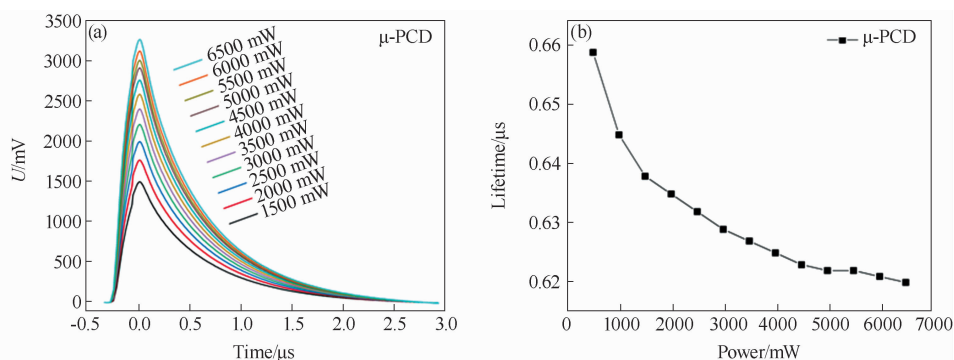 (a)
μ-PCD
6500 mW
6000 mW
5500 mW
5000 mW
4500 mW
4000 mW
3500 mW
3000 mW
2500 mW
2000 mW
1500 mW
3500
3000
2500
2000
1500
1000
500
0
U/mV
-0.5 0.0 0.5 1.0 1.5 2.0 2.5 3.0
Time/μs
(b)
μ-PCD
0.66
0.65
0.64
0.63
0.62
Lifetime/μs
0 1000 2000 3000 4000 5000 6000 7000
Power/mW